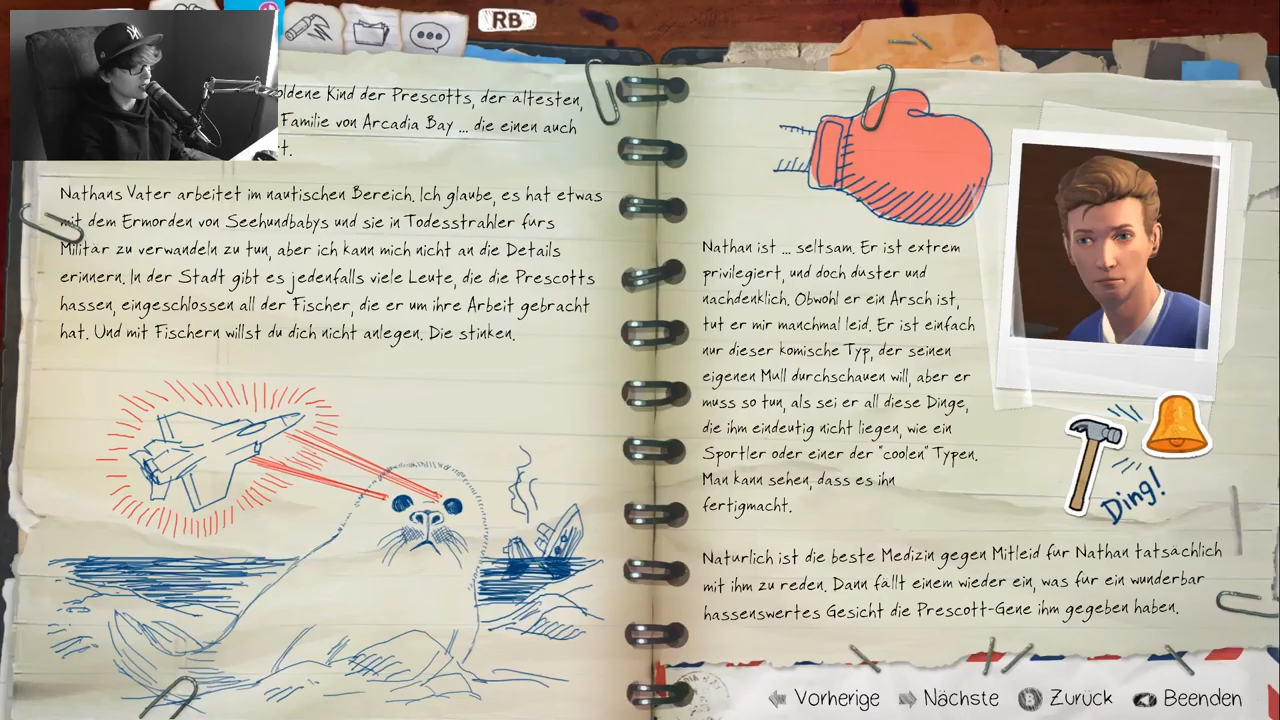 RB
oldene Kind der Prescotts, der ältesten,
Familie von Arcadia Bay ... die einen auch
t.
Nathans Vater arbeitet im nautischen Bereich. Ich glaube, es hat etwas
mit dem Ermorden von Seehundbabys und sie in Todesstrahler fürs
Militär zu verwandeln zu tun, aber ich kann mich nicht an die Details
erinnern. In der Stadt gibt es jedenfalls viele Leute, die die Prescotts
hassen, eingeschlossen all der Fischer, die er um ihre Arbeit gebracht
hat. Und mit Fischern willst du dich nicht anlegen. Die stinken.
Nathan ist ... seltsam. Er ist extrem
privilegiert, und doch düster und
nachdenklich. Obwohl er ein Arsch ist,
tut er mir manchmal leid. Er ist einfach
nur dieser komische Typ, der seinen
eigenen Müll durchschauen will, aber er
muss so tun, als sei er all diese Dinge,
die ihm eindeutig nicht liegen, wie ein
Sportler oder einer der "coolen" Typen.
Man kann sehen, dass es ihn
fertigmacht.
Ding!
Natürlich ist die beste Medizin gegen Mitleid für Nathan tatsächlich
mit ihm zu reden. Dann fällt einem wieder ein, was für ein wunderbar
hassenswertes Gesicht die Prescott-Gene ihm gegeben haben.
Vorherige Nächste B Zurück Beenden